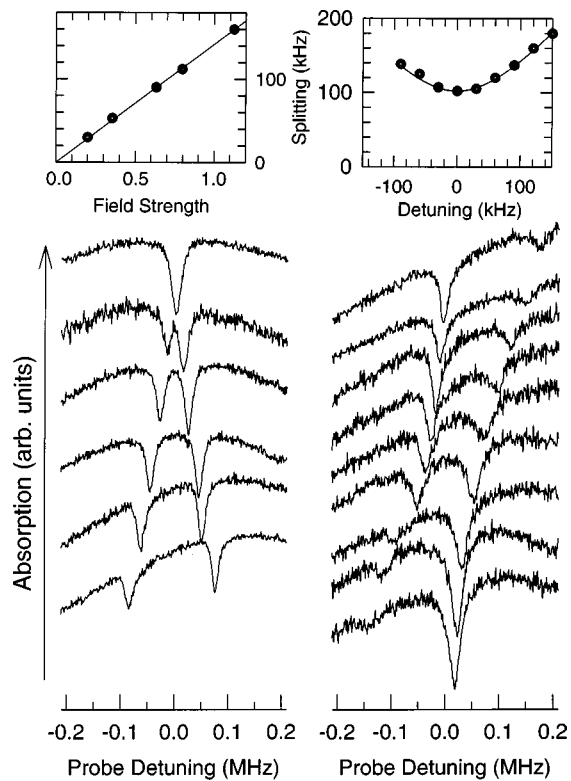 100
0
kHz
0.0 0.5 1.0
Field Strength
200
100
0
Splitting (kHz)
-100 0 100
Detuning (kHz)
Absorption (arb. units)
-0.2 -0.1 0.0 0.1 0.2
Probe Detuning (MHz)
-0.2 -0.1 0.0 0.1 0.2
Probe Detuning (MHz)